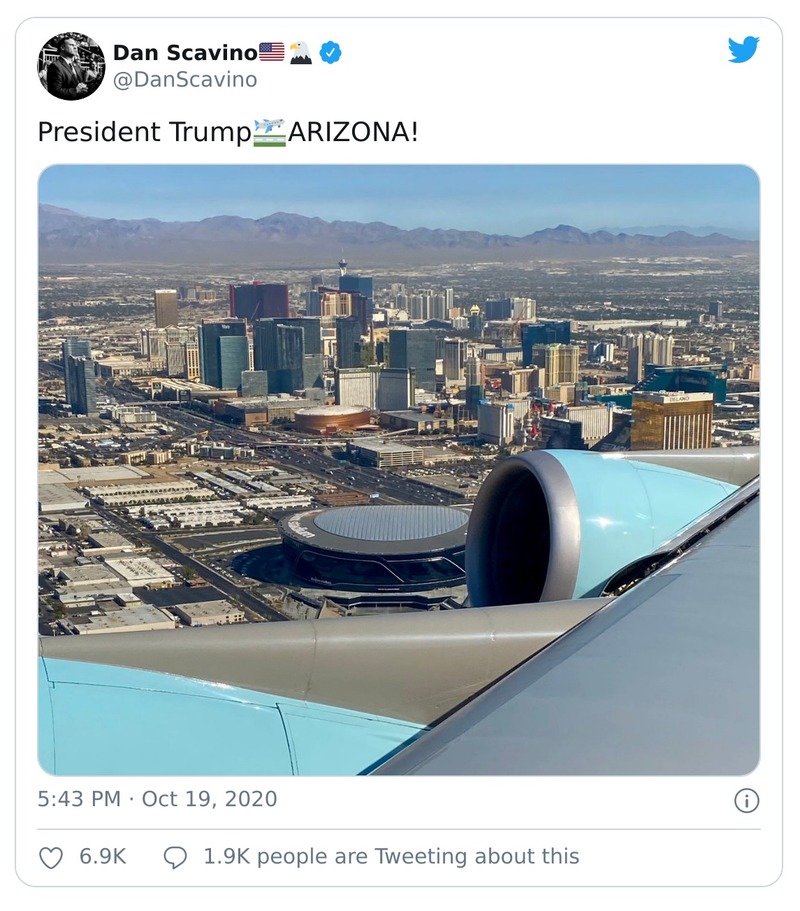 Dan Scavino🇺🇸🦅
@DanScavino
President Trump🛬ARIZONA!
DELANO
5:43 PM · Oct 19, 2020
6.9K
1.9K people are Tweeting about this